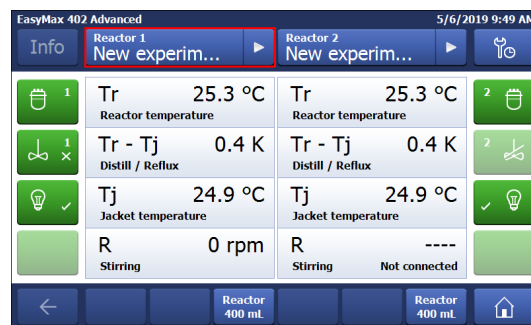 EasyMax 402 Advanced
5/6/2019 9:49 AM
Info
Reactor 1
New experim...
Reactor 2
New experim...
1
Tr 25.3 °C
Reactor temperature
Tr 25.3 °C
Reactor temperature
2
1
Tr - Tj 0.4 K
Distill / Reflux
Tr - Tj 0.4 K
Distill / Reflux
2
Tj 24.9 °C
Jacket temperature
Tj 24.9 °C
Jacket temperature
R 0 rpm
Stirring
R ----
Stirring Not connected
Reactor
400 mL
Reactor
400 mL